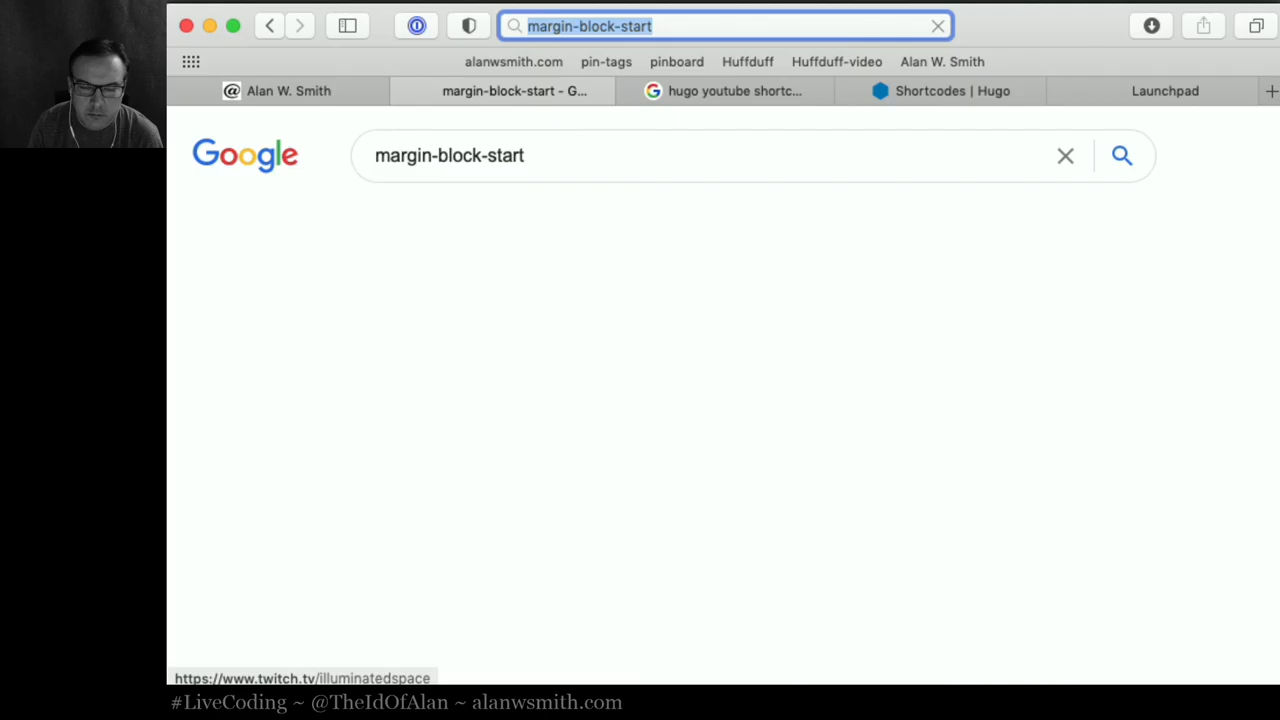 margin-block-start
alanwsmith.com pin-tags pinboard Huffduff Huffduff-video Alan W. Smith
@ Alan W. Smith margin-block-start - G... G hugo youtube shortc... Shortcodes | Hugo Launchpad
Google margin-block-start
https://www.twitch.tv/illuminatedspace
#LiveCoding ~ @TheIdOfAlan ~ alanwsmith.com